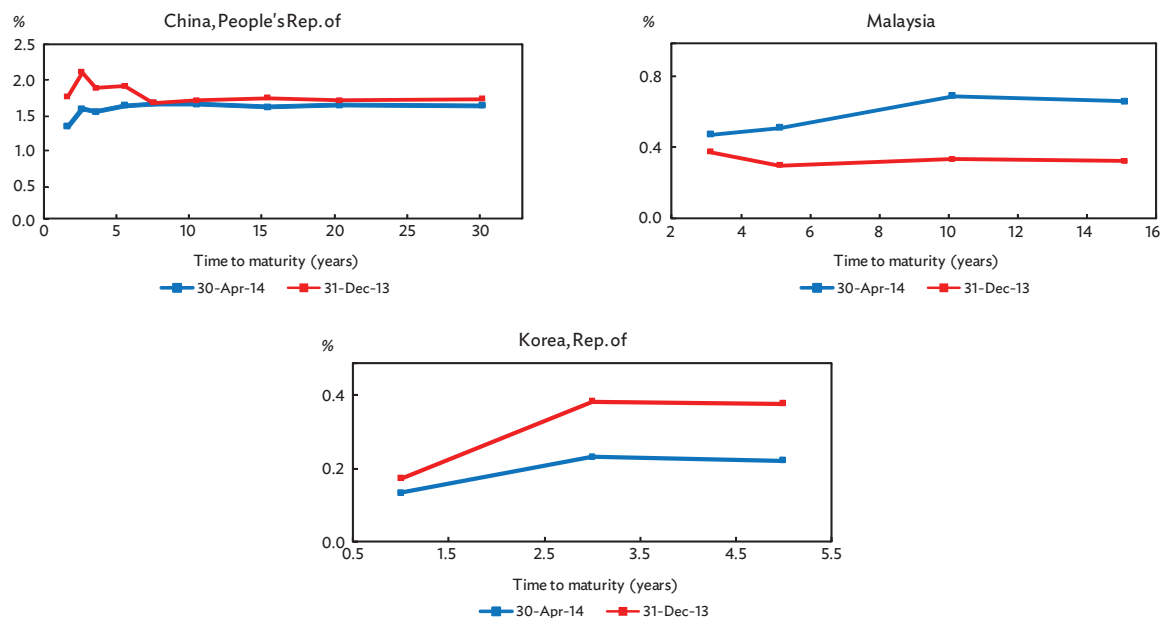 China, People's Rep. of
%
2.5
2.0
1.5
1.0
0.5
0.0
0 5 10 15 20 25 30
Time to maturity (years)
30-Apr-14 31-Dec-13
Malaysia
%
0.8
0.4
0.0
2 4 6 8 10 12 14 16
Time to maturity (years)
30-Apr-14 31-Dec-13
Korea, Rep. of
%
0.4
0.2
0.0
0.5 1.5 2.5 3.5 4.5 5.5
Time to maturity (years)
30-Apr-14 31-Dec-13